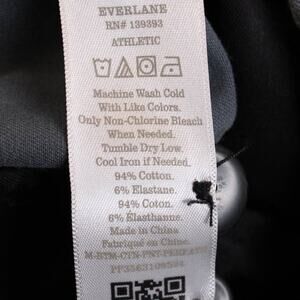 EVERLANE
RN# 139393
ATHLETIC
Machine Wash Cold
With Like Colors.
Only Non-Chlorine Bleach
When Needed.
Tumble Dry Low.
Cool Iron if Needed.
94% Cotton.
6% Elastane.
94% Coton.
6% Élasthanne.
Made in China
Fabriqué en Chine.